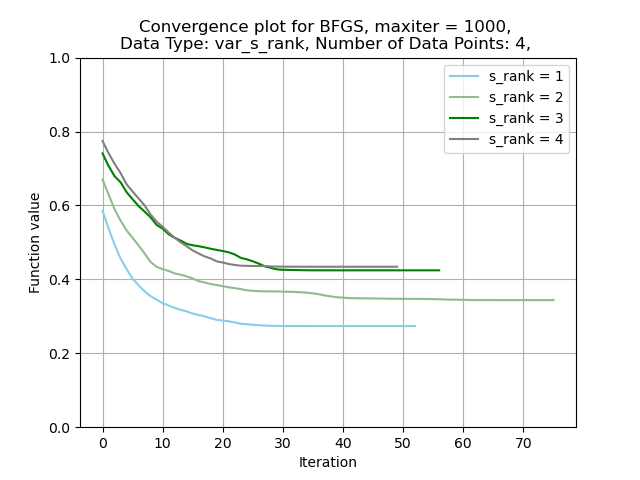 Convergence plot for BFGS, maxiter = 1000,
Data Type: var_s_rank, Number of Data Points: 4,
1.0
0.8
0.6
0.4
0.2
0.0
Function value
s_rank = 1
s_rank = 2
s_rank = 3
s_rank = 4
0 10 20 30 40 50 60 70
Iteration